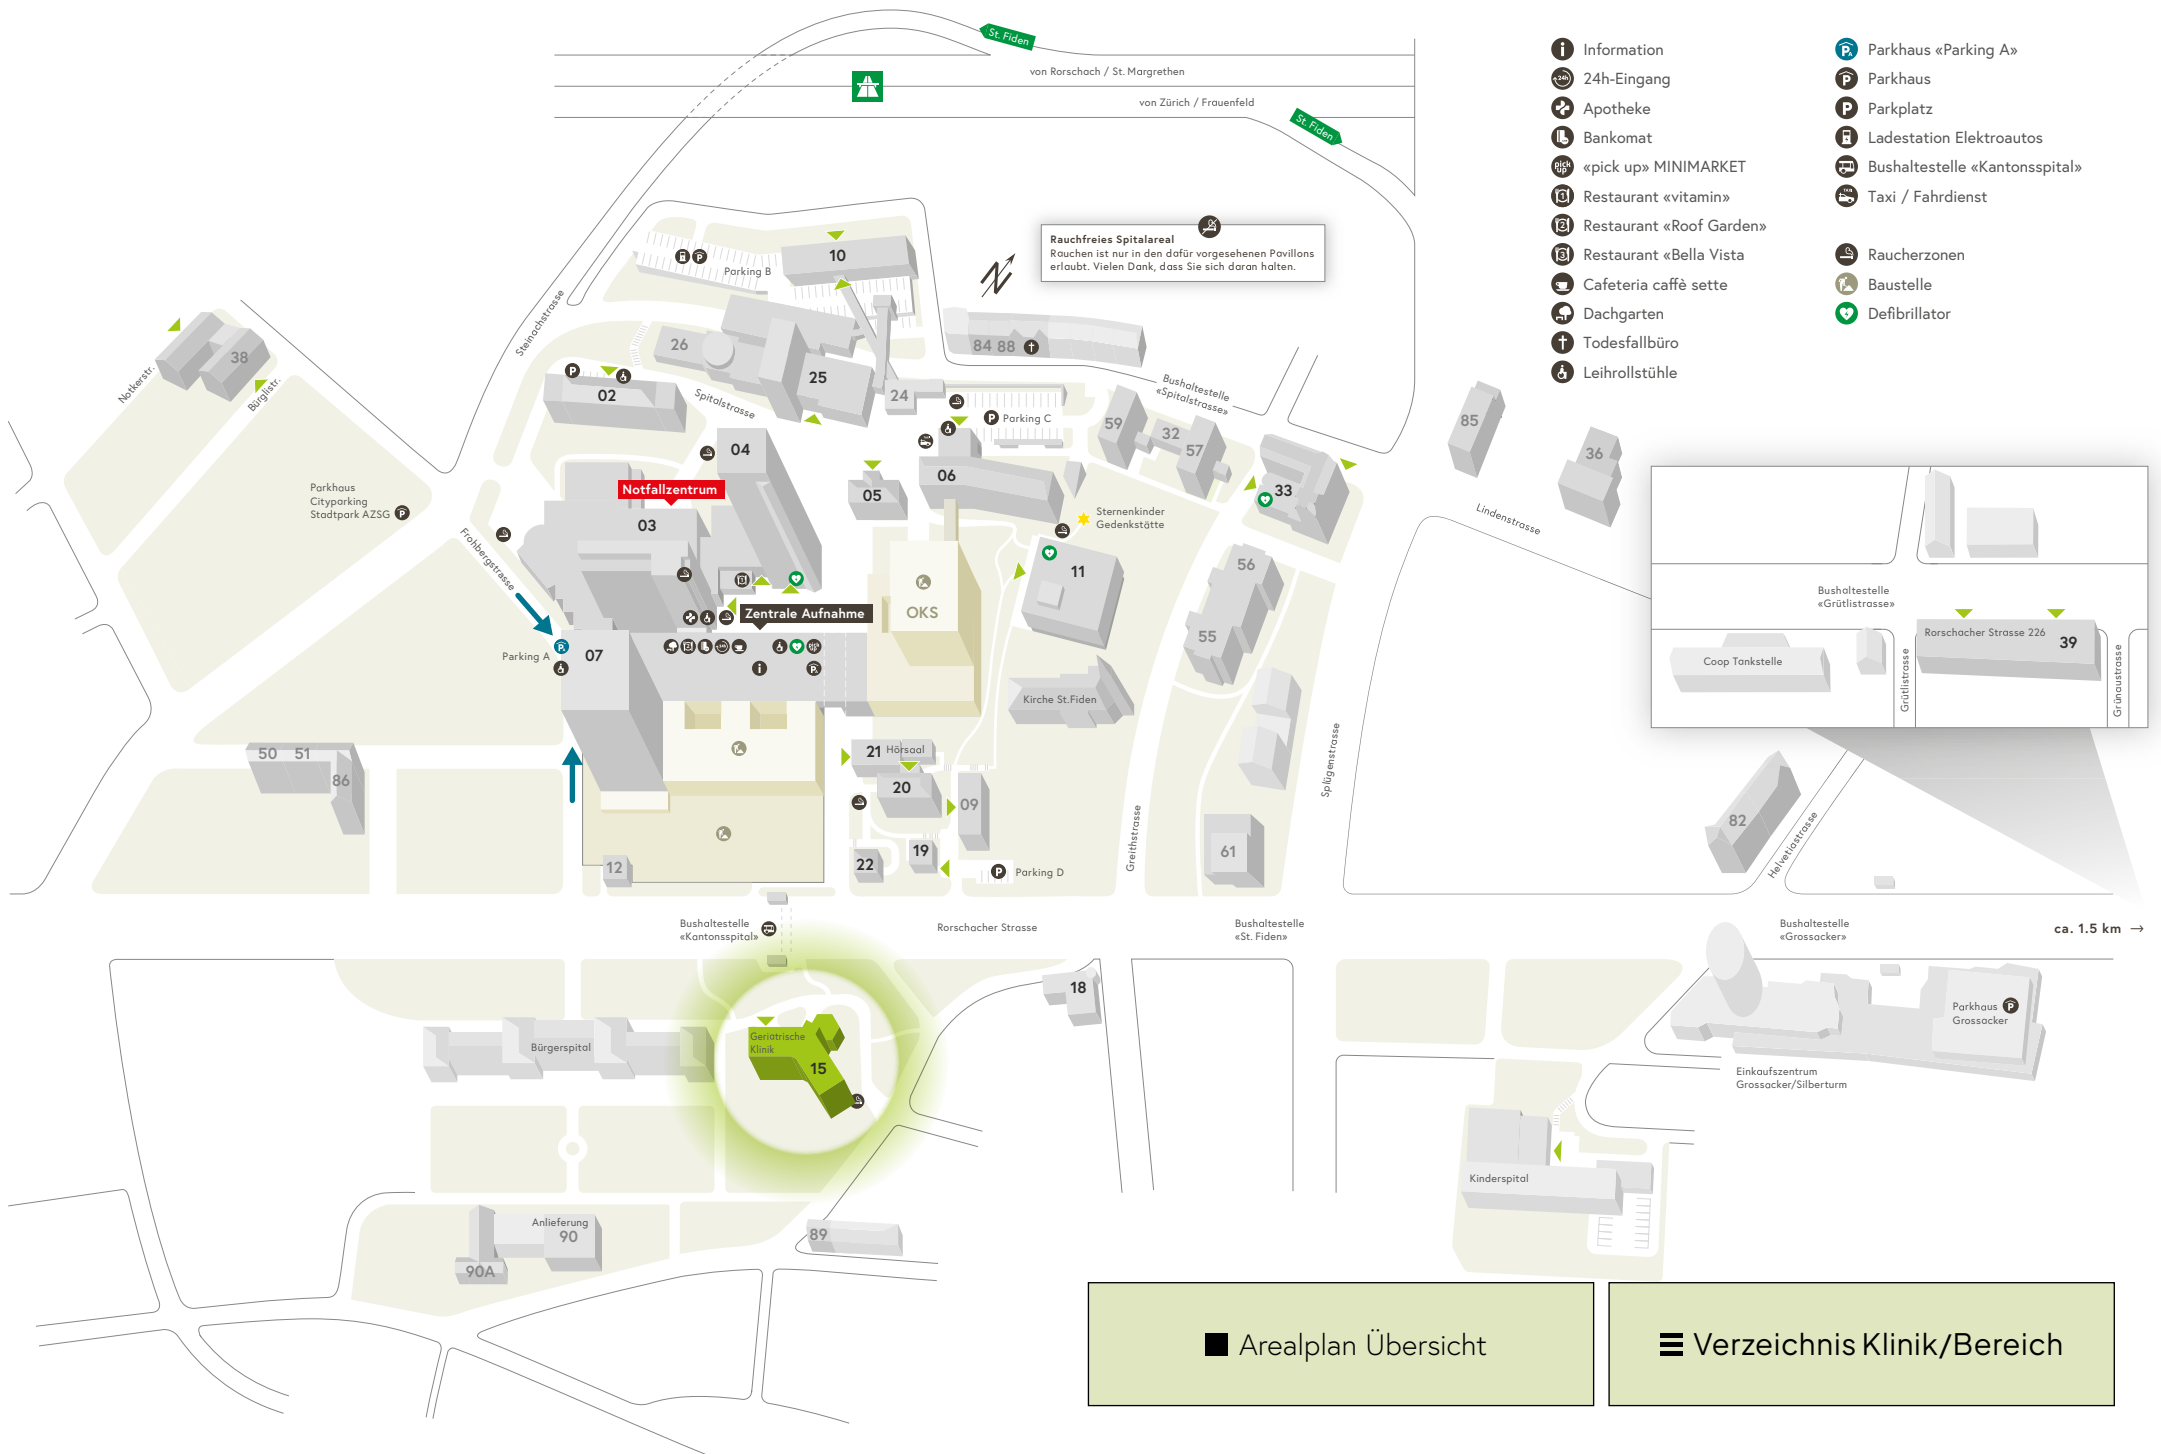 St. Fiden
von Rorschach / St. Margrethen
von Zürich / Frauenfeld
St. Fiden
Information
24h-Eingang
Apotheke
Bankomat
«pick up» MINIMARKET
Restaurant «vitamin»
Restaurant «Roof Garden»
Restaurant «Bella Vista
Cafeteria caffè sette
Dachgarten
Todesfallbüro
Leihrollstühle
Parkhaus «Parking A»
Parkhaus
Parkplatz
Ladestation Elektroautos
Bushaltestelle «Kantonsspital»
Taxi / Fahrdienst
Raucherzonen
Baustelle
Defibrillator
Rauchfreies Spitalareal
Rauchen ist nur in den dafür vorgesehenen Pavillons
erlaubt. Vielen Dank, dass Sie sich daran halten.
N
10
Parking B
Steinachstrasse
26
25
24
84 88
38
Notkerstr.
Bürglistr.
02
Spitalstrasse
Bushaltestelle
«Spitalstrasse»
Parking C
59
32
57
85
36
04
Notfallzentrum
03
05
06
33
Parkhaus
Cityparking
Stadtpark AZSG
Frohbergstrasse
Sternenkinder
Gedenkstätte
Lindenstrasse
11
56
55
OKS
Zentrale Aufnahme
Parking A
07
Kirche St.Fiden
Bushaltestelle
«Grütlistrasse»
Rorschacher Strasse 226
39
Coop Tankstelle
Grütlistrasse
Grünaustrasse
50 51
86
21 Hörsaal
20
09
22
19
12
Parking D
Greithstrasse
Splügenstrasse
61
82
Helvetiastrasse
Bushaltestelle
«Kantonsspital»
Rorschacher Strasse
Bushaltestelle
«St. Fiden»
Bushaltestelle
«Grossacker»
ca. 1.5 km →
18
Geriatrische
Klinik
15
Bürgerspital
Parkhaus
Grossacker
Einkaufszentrum
Grossacker/Silberturm
Kinderspital
Anlieferung
90
90A
89
Arealplan Übersicht
Verzeichnis Klinik/Bereich